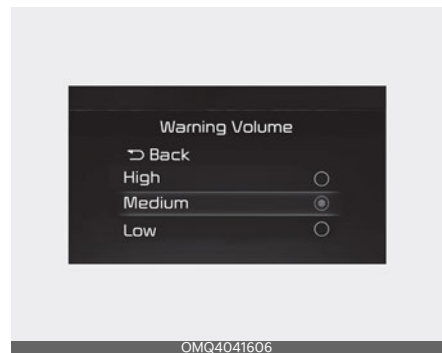 Warning Volume
⮌ Back
High
Medium
Low
OMQ4041606